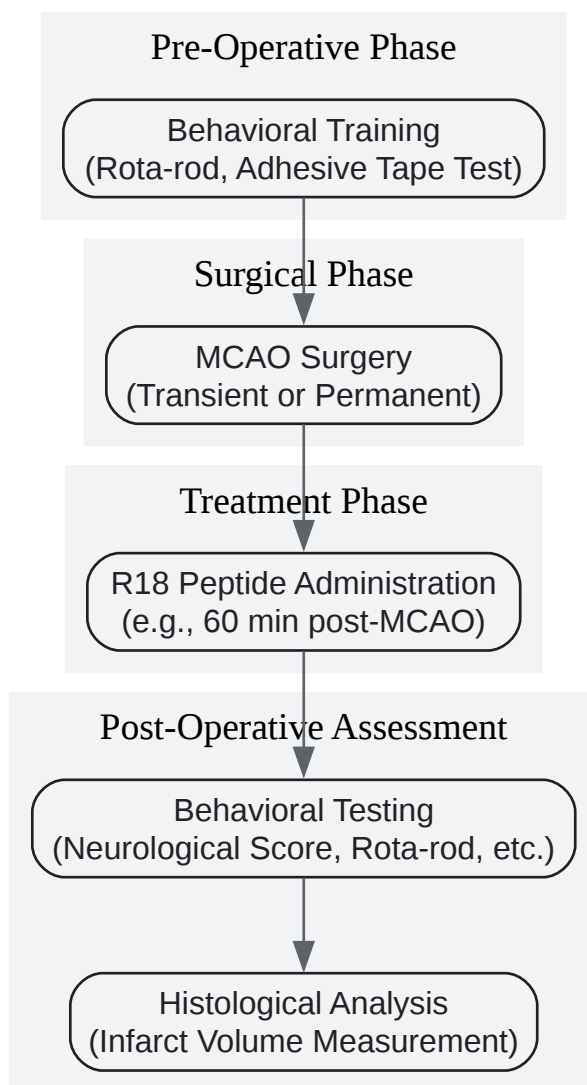 Pre-Operative Phase
Behavioral Training
(Rota-rod, Adhesive Tape Test)
Surgical Phase
MCAO Surgery
(Transient or Permanent)
Treatment Phase
R18 Peptide Administration
(e.g., 60 min post-MCAO)
Post-Operative Assessment
Behavioral Testing
(Neurological Score, Rota-rod, etc.)
Histological Analysis
(Infarct Volume Measurement)